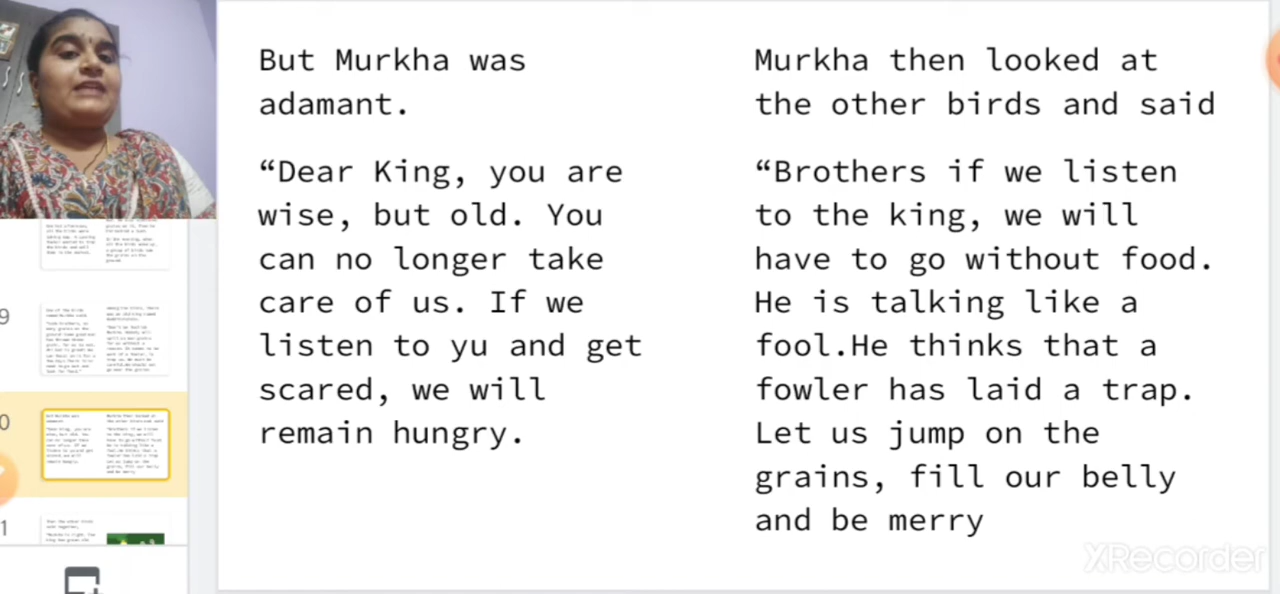 But Murkha was
adamant.
“Dear King, you are
wise, but old. You
can no longer take
care of us. If we
listen to yu and get
scared, we will
remain hungry.
Murkha then looked at
the other birds and said
“Brothers if we listen
to the king, we will
have to go without food.
He is talking like a
fool.He thinks that a
fowler has laid a trap.
Let us jump on the
grains, fill our belly
and be merry
9
0
1
XRecorder